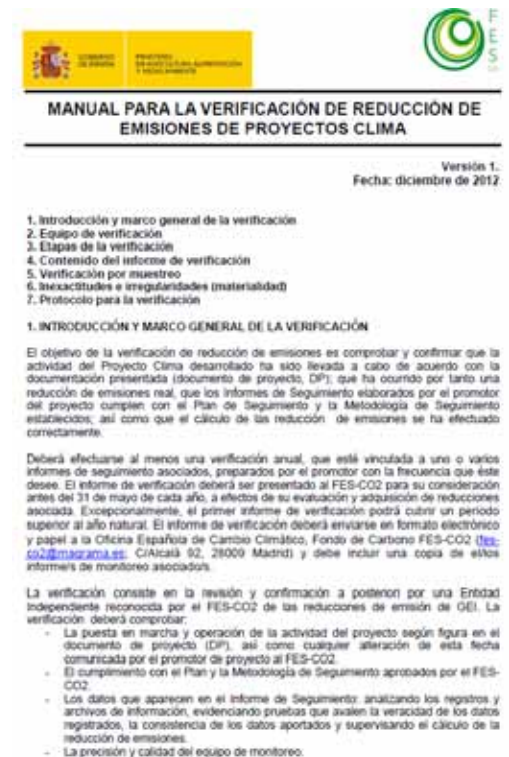 FES
GOBIERNO DE ESPAÑA
MINISTERIO DE AGRICULTURA, ALIMENTACIÓN Y MEDIO AMBIENTE
MANUAL PARA LA VERIFICACIÓN DE REDUCCIÓN DE
EMISIONES DE PROYECTOS CLIMA
Versión 1.
Fecha: diciembre de 2012
1. Introducción y marco general de la verificación
2. Equipo de verificación
3. Etapas de la verificación
4. Contenido del informe de verificación
5. Verificación por muestreo
6. Inexactitudes e irregularidades (materialidad)
7. Protocolo para la verificación
1. INTRODUCCIÓN Y MARCO GENERAL DE LA VERIFICACIÓN
El objetivo de la verificación de reducción de emisiones es comprobar y confirmar que la
actividad del Proyecto Clima desarrollado ha sido llevada a cabo de acuerdo con la
documentación presentada (documento de proyecto, DP); que ha ocurrido por tanto una
reducción de emisiones real, que los Informes de Seguimiento elaborados por el promotor
del proyecto cumplen con el Plan de Seguimiento y la Metodología de Seguimiento
establecidos; así como que el cálculo de las reducción de emisiones se ha efectuado
correctamente.
Deberá efectuarse al menos una verificación anual, que esté vinculada a uno o varios
informes de seguimiento asociados, preparados por el promotor con la frecuencia que éste
desee. El informe de verificación deberá ser presentado al FES-CO2 para su consideración
antes del 31 de mayo de cada año, a efectos de su evaluación y adquisición de reducciones
asociada. Excepcionalmente, el primer informe de verificación podrá cubrir un periodo
superior al año natural. El informe de verificación deberá enviarse en formato electrónico
y papel a la Oficina Española de Cambio Climático, Fondo de Carbono FES-CO2 (fes-
co2@magrama.es; C/Alcalá 92, 28009 Madrid) y debe incluir una copia de el/los
informe/s de monitoreo asociado/s.
La verificación consiste en la revisión y confirmación a posteriori por una Entidad
Independiente reconocida por el FES-CO2 de las reducciones de emisión de GEI. La
verificación deberá comprobar:
- La puesta en marcha y operación de la actividad del proyecto según figura en el
documento de proyecto (DP), así como cualquier alteración de esta fecha
comunicada por el promotor de proyecto al FES-CO2.
- El cumplimiento con el Plan y la Metodología de Seguimiento aprobados por el FES-
CO2.
- Los datos que aparecen en el Informe de Seguimiento: analizando los registros y
archivos de información, evidenciando pruebas que avalen la veracidad de los datos
registrados, la consistencia de los datos aportados y supervisando el cálculo de la
reducción de emisiones.
- La precisión y calidad del equipo de monitoreo.